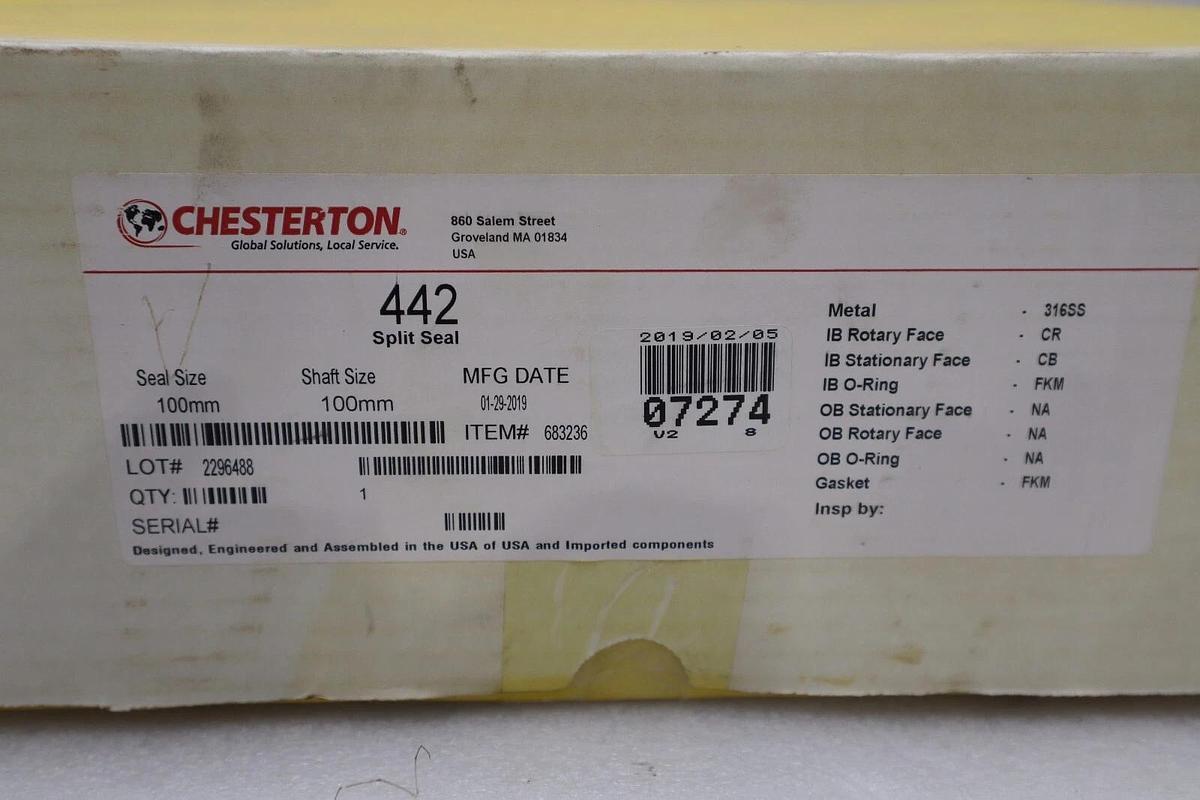 CHESTERTON®
Global Solutions, Local Service.
860 Salem Street
Groveland MA 01834
USA
442
Split Seal
Seal Size
100mm
Shaft Size
100mm
MFG DATE
01-29-2019
ITEM# 683236
LOT# 2296488
QTY: 1
SERIAL#
Designed, Engineered and Assembled in the USA of USA and Imported components
2019/02/05
07274
V2 8
Metal - 316SS
IB Rotary Face - CR
IB Stationary Face - CB
IB O-Ring - FKM
OB Stationary Face - NA
OB Rotary Face - NA
OB O-Ring - NA
Gasket - FKM
Insp by: